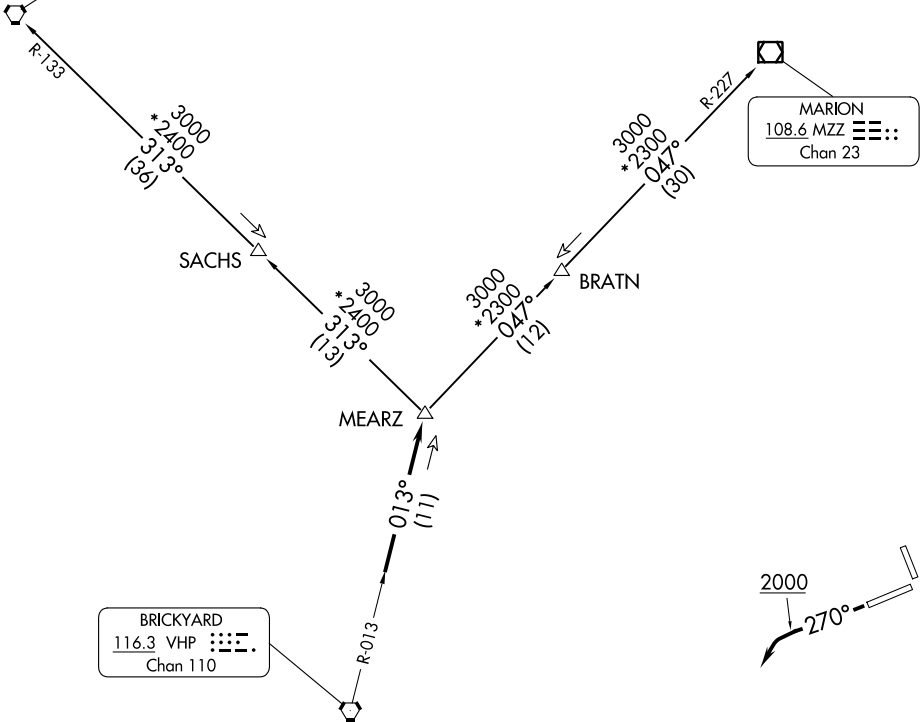 R-133
3000
*2400
313°
(36)
SACHS
3000
*2400
313°
(13)
R-227
MARION
108.6 MZZ
Chan 23
3000
*2300
047°
(30)
BRATN
3000
*2300
047°
(12)
MEARZ
013°
(11)
R-013
BRICKYARD
116.3 VHP
Chan 110
2000
270°